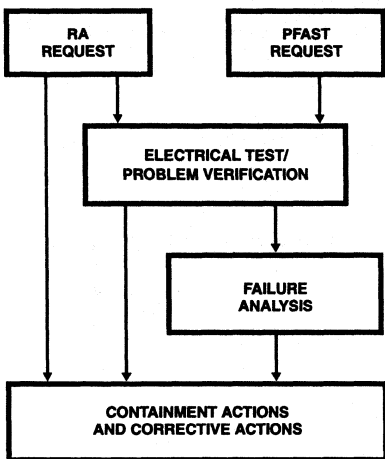 RA
REQUEST
PFAST
REQUEST
ELECTRICAL TEST/
PROBLEM VERIFICATION
FAILURE
ANALYSIS
CONTAINMENT ACTIONS
AND CORRECTIVE ACTIONS